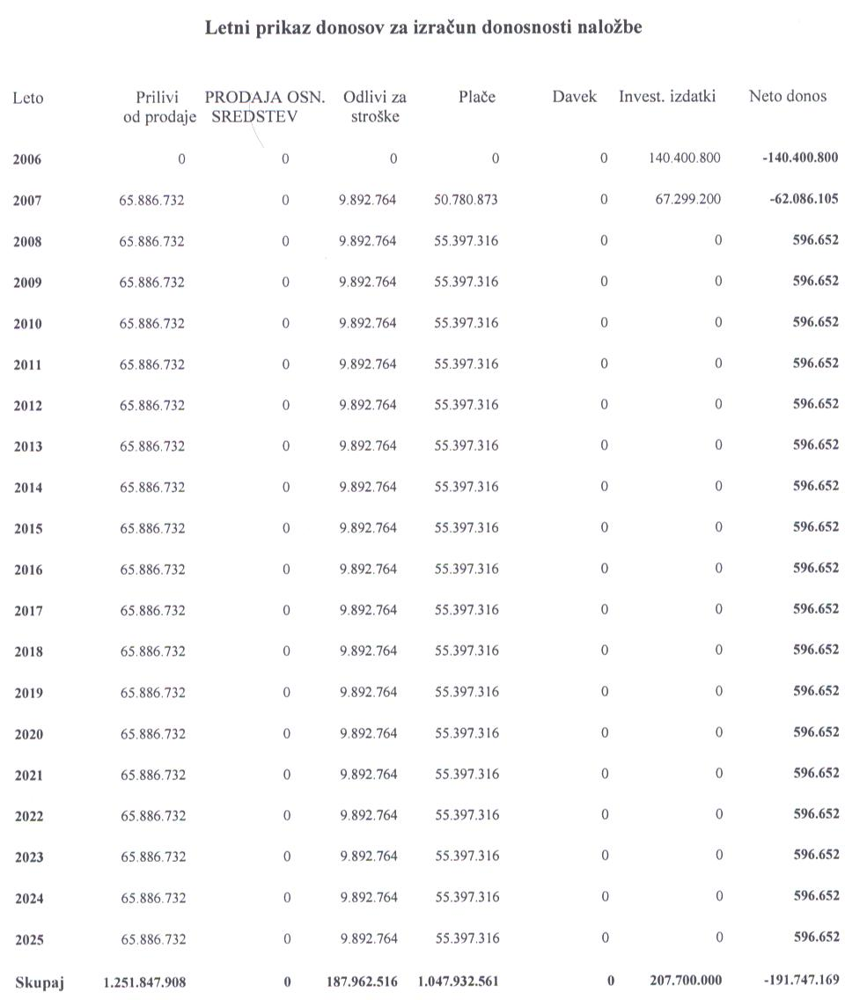 Letni prikaz donosov za izračun donosnosti naložbe
Leto Prilivi PRODAJA OSN. Odlivi za Plače Davek Invest. izdatki Neto donos
od prodaje SREDSTEV stroške
2006 0 0 0 0 0 140.400.800 -140.400.800
2007 65.886.732 0 9.892.764 50.780.873 0 67.299.200 -62.086.105
2008 65.886.732 0 9.892.764 55.397.316 0 0 596.652
2009 65.886.732 0 9.892.764 55.397.316 0 0 596.652
2010 65.886.732 0 9.892.764 55.397.316 0 0 596.652
2011 65.886.732 0 9.892.764 55.397.316 0 0 596.652
2012 65.886.732 0 9.892.764 55.397.316 0 0 596.652
2013 65.886.732 0 9.892.764 55.397.316 0 0 596.652
2014 65.886.732 0 9.892.764 55.397.316 0 0 596.652
2015 65.886.732 0 9.892.764 55.397.316 0 0 596.652
2016 65.886.732 0 9.892.764 55.397.316 0 0 596.652
2017 65.886.732 0 9.892.764 55.397.316 0 0 596.652
2018 65.886.732 0 9.892.764 55.397.316 0 0 596.652
2019 65.886.732 0 9.892.764 55.397.316 0 0 596.652
2020 65.886.732 0 9.892.764 55.397.316 0 0 596.652
2021 65.886.732 0 9.892.764 55.397.316 0 0 596.652
2022 65.886.732 0 9.892.764 55.397.316 0 0 596.652
2023 65.886.732 0 9.892.764 55.397.316 0 0 596.652
2024 65.886.732 0 9.892.764 55.397.316 0 0 596.652
2025 65.886.732 0 9.892.764 55.397.316 0 0 596.652
Skupaj 1.251.847.908 0 187.962.516 1.047.932.561 0 207.700.000 -191.747.169